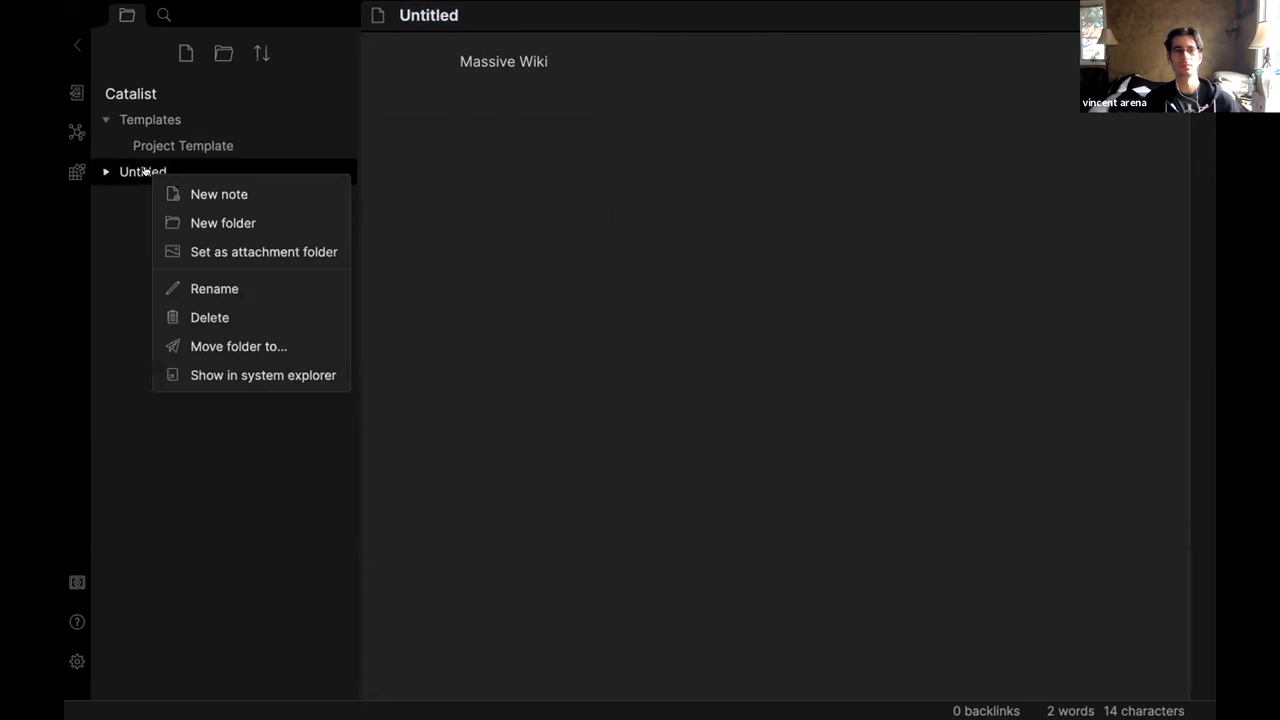 Untitled
Massive Wiki
vincent arena
Catalist
Templates
Project Template
Untitled
New note
New folder
Set as attachment folder
Rename
Delete
Move folder to...
Show in system explorer
0 backlinks 2 words 14 characters